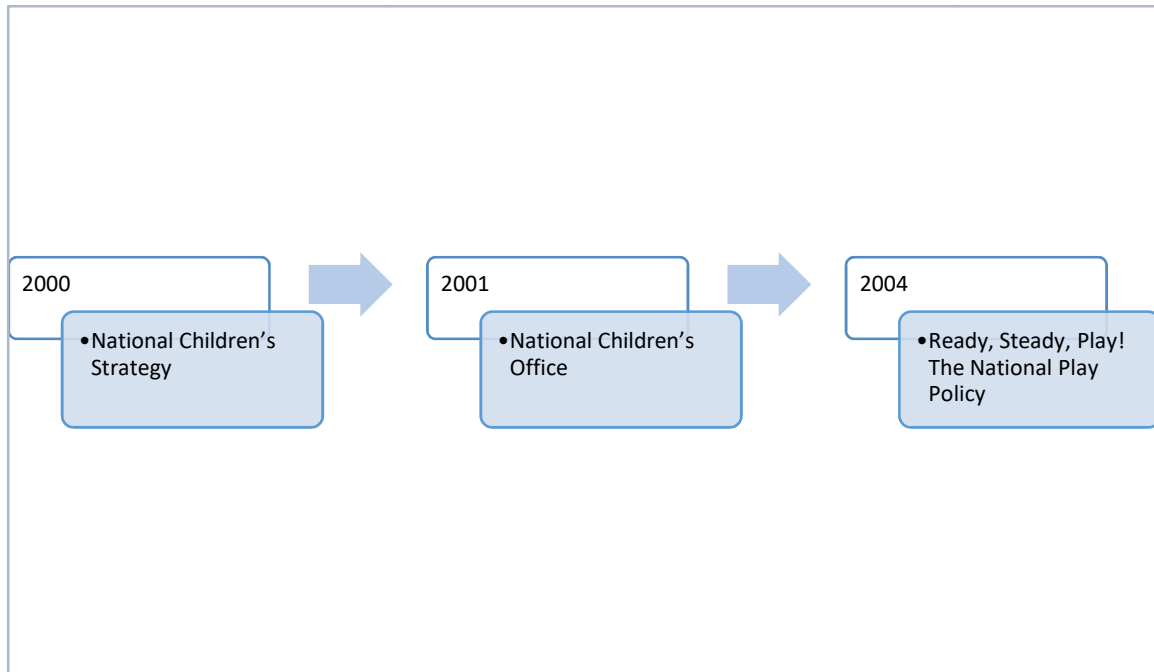 2000
•National Children’s
Strategy
2001
•National Children’s
Office
2004
•Ready, Steady, Play!
The National Play
Policy